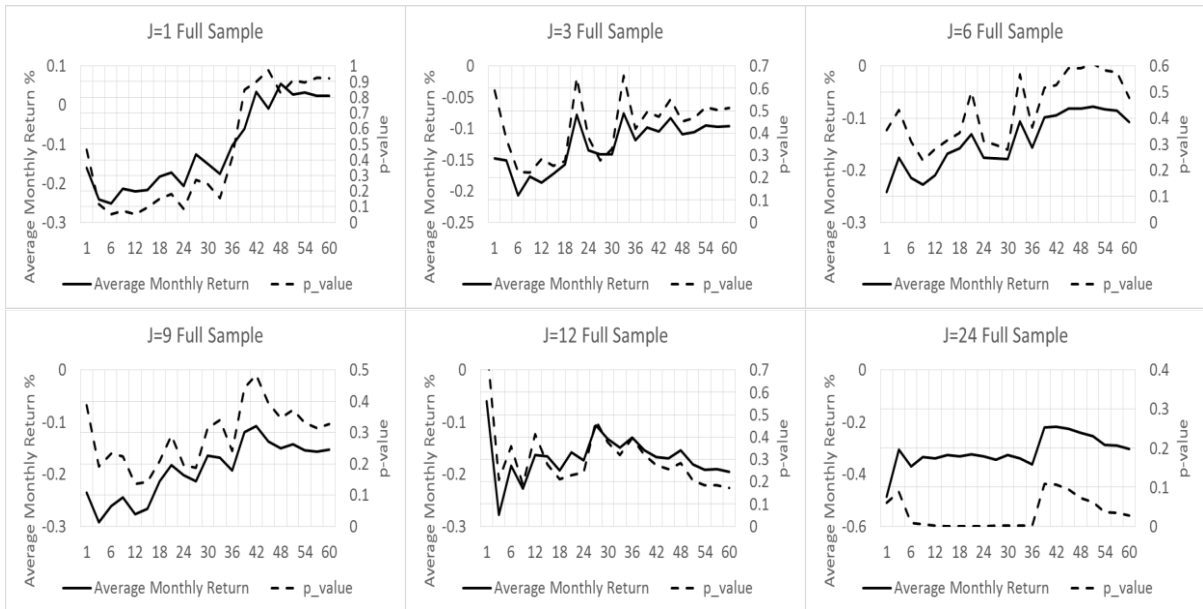 J=1 Full Sample
Average Monthly Return %
0.1
0
-0.1
-0.2
-0.3
1
0.9
0.8
0.7
0.6
0.5
0.4
0.3
0.2
0.1
0
p-value
1 6 12 18 24 30 36 42 48 54 60
Average Monthly Return p_value
J=3 Full Sample
Average Monthly Return %
0
-0.05
-0.1
-0.15
-0.2
-0.25
0.7
0.6
0.5
0.4
0.3
0.2
0.1
0
p-value
1 6 12 18 24 30 36 42 48 54 60
Average Monthly Return p_value
J=6 Full Sample
Average Monthly Return %
0
-0.1
-0.2
-0.3
0.6
0.5
0.4
0.3
0.2
0.1
0
p-value
1 6 12 18 24 30 36 42 48 54 60
Average Monthly Return p_value
J=9 Full Sample
Average Monthly Return %
0
-0.1
-0.2
-0.3
0.5
0.4
0.3
0.2
0.1
0
p-value
1 6 12 18 24 30 36 42 48 54 60
Average Monthly Return p_value
J=12 Full Sample
Average Monthly Return %
0
-0.1
-0.2
-0.3
0.7
0.6
0.5
0.4
0.3
0.2
0.1
0
p-value
1 6 12 18 24 30 36 42 48 54 60
Average Monthly Return p_value
J=24 Full Sample
Average Monthly Return %
0
-0.2
-0.4
-0.6
0.4
0.3
0.2
0.1
0
p-value
1 6 12 18 24 30 36 42 48 54 60
Average Monthly Return p_value